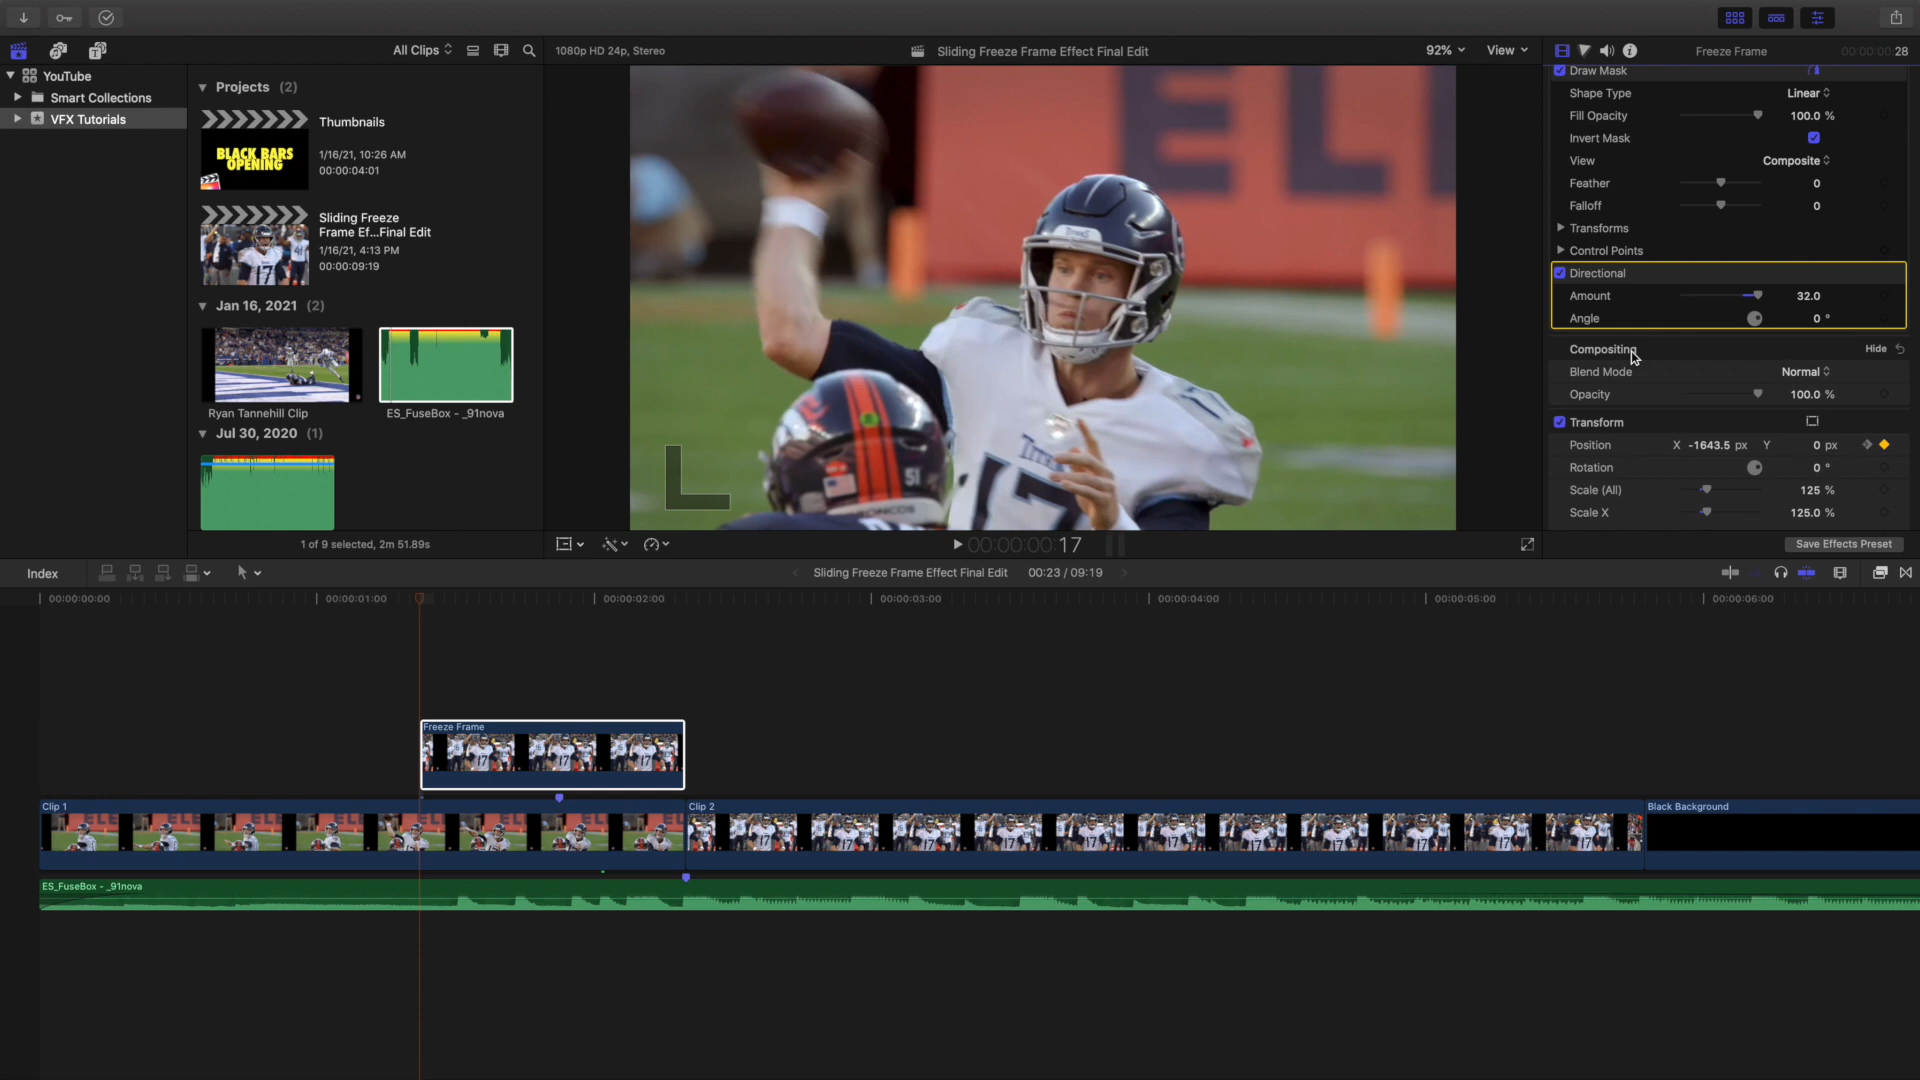 All Clips
1080p HD 24p, Stereo
Sliding Freeze Frame Effect Final Edit
92%
View
Freeze Frame
00:00:00:28
YouTube
Smart Collections
VFX Tutorials
Projects (2)
Thumbnails
1/16/21, 10:26 AM
00:00:04:01
BLACK BARS
OPENING
Sliding Freeze
Frame Ef...Final Edit
1/16/21, 4:13 PM
00:00:09:19
Jan 16, 2021 (2)
Ryan Tannehill Clip
ES_FuseBox - _91nova
Jul 30, 2020 (1)
1 of 9 selected, 2m 51.89s
ELE
TITANS
17
51
BRONCOS
Draw Mask
Shape Type Linear
Fill Opacity 100.0 %
Invert Mask
View Composite
Feather 0
Falloff 0
Transforms
Control Points
Directional
Amount 32.0
Angle 0 °
Compositing Hide
Blend Mode Normal
Opacity 100.0 %
Transform
Position X -1643.5 px Y 0 px
Rotation 0 °
Scale (All) 125 %
Scale X 125.0 %
Save Effects Preset
00:00:00:17
Index
Sliding Freeze Frame Effect Final Edit 00:23 / 09:19
00:00:00:00 00:00:01:00 00:00:02:00 00:00:03:00 00:00:04:00 00:00:05:00 00:00:06:00
Freeze Frame
Clip 1
Clip 2
Black Background
ES_FuseBox - _91nova